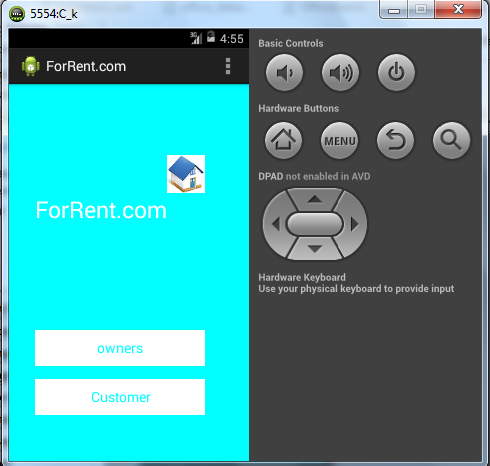 5554:C_k
3G 4:55
ForRent.com
ForRent.com
owners
Customer
Basic Controls
Hardware Buttons
MENU
DPAD not enabled in AVD
Hardware Keyboard
Use your physical keyboard to provide input